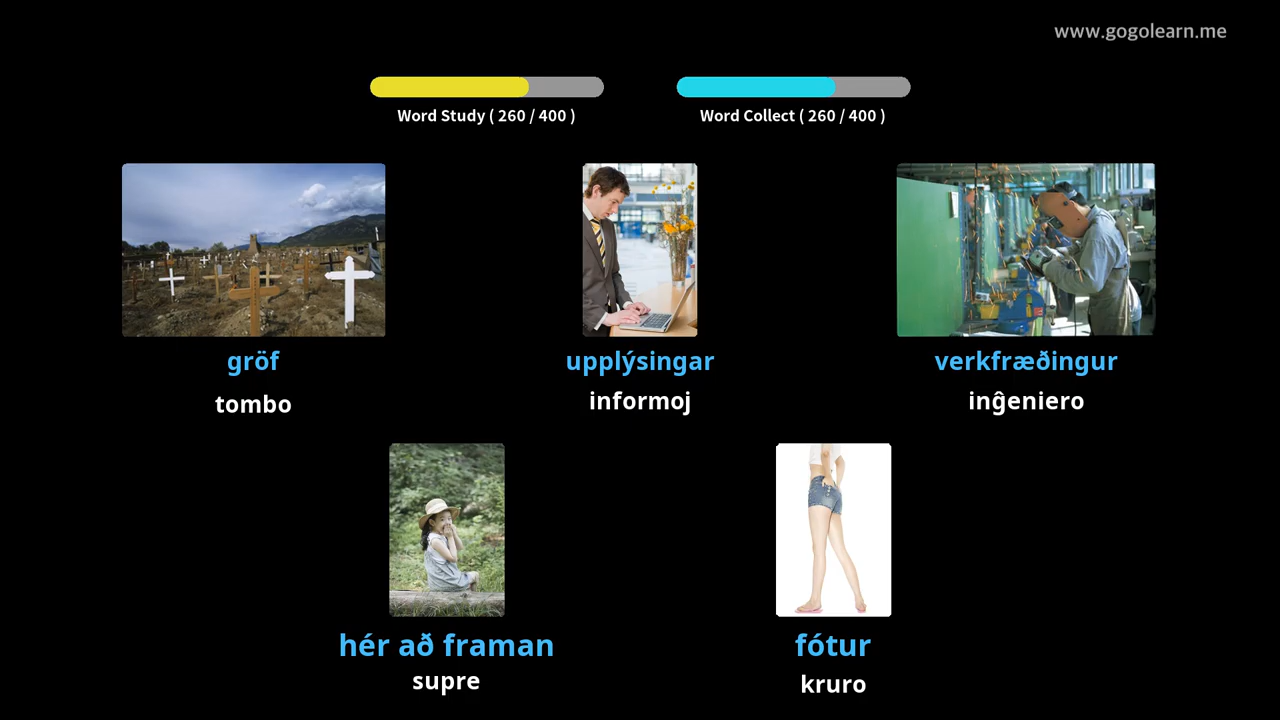 www.gogolearn.me
Word Study ( 260 / 400 )
Word Collect ( 260 / 400 )
gröf
upplýsingar
verkfræðingur
tombo
informoj
inĝeniero
hér að framan
fótur
supre
kruro